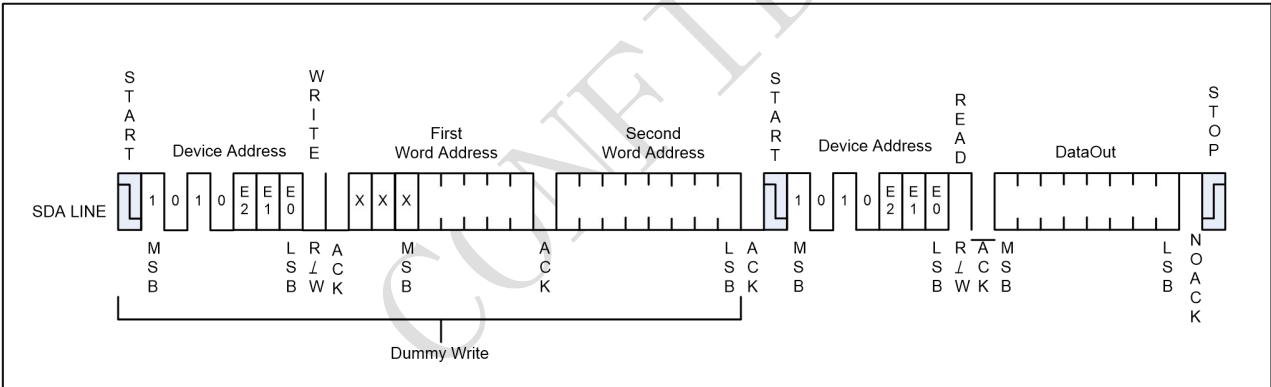 CONFI
START
WRITE
START
READ
STOP
Device Address
First
Word Address
Second
Word Address
Device Address
DataOut
SDA LINE
1 0 1 0 E2 E1 E0 X X X 1 0 1 0 E2 E1 E0
MSB
LSB
R/W
ACK
MSB
ACK
LSB
ACK
MSB
LSB
R/W
ACK
MSB
LSB
NOACK
Dummy Write